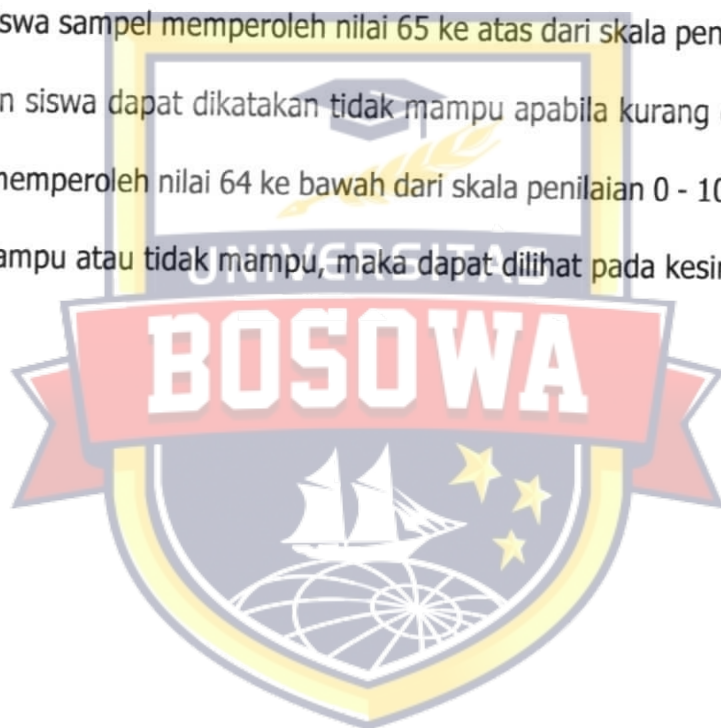 swa sampel memperoleh nilai 65 ke atas dari skala pen
n siswa dapat dikatakan tidak mampu apabila kurang
memperoleh nilai 64 ke bawah dari skala penilaian 0 - 10
ampu atau tidak mampu, maka dapat dilihat pada kesin
UNIVERSITAS
BOSOWA